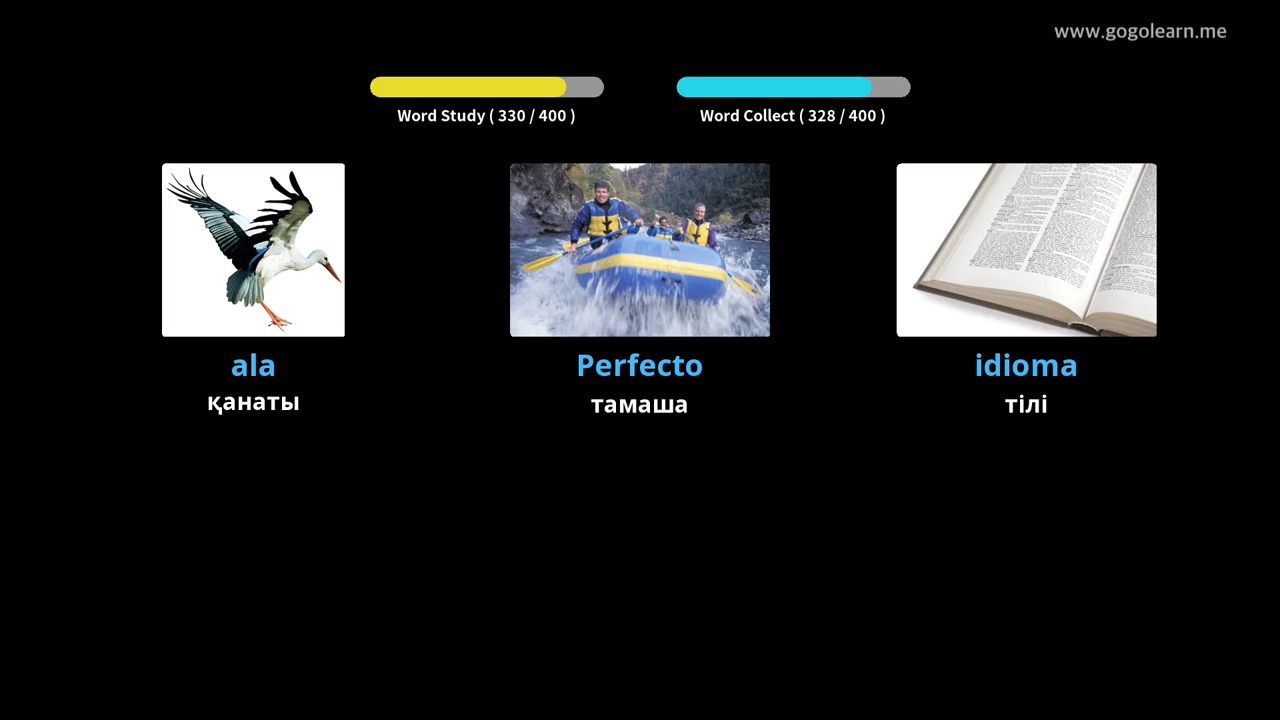 www.gogolearn.me
Word Study ( 330 / 400 )
Word Collect ( 328 / 400 )
ala
Perfecto
idioma
қанаты
тамаша
тілі